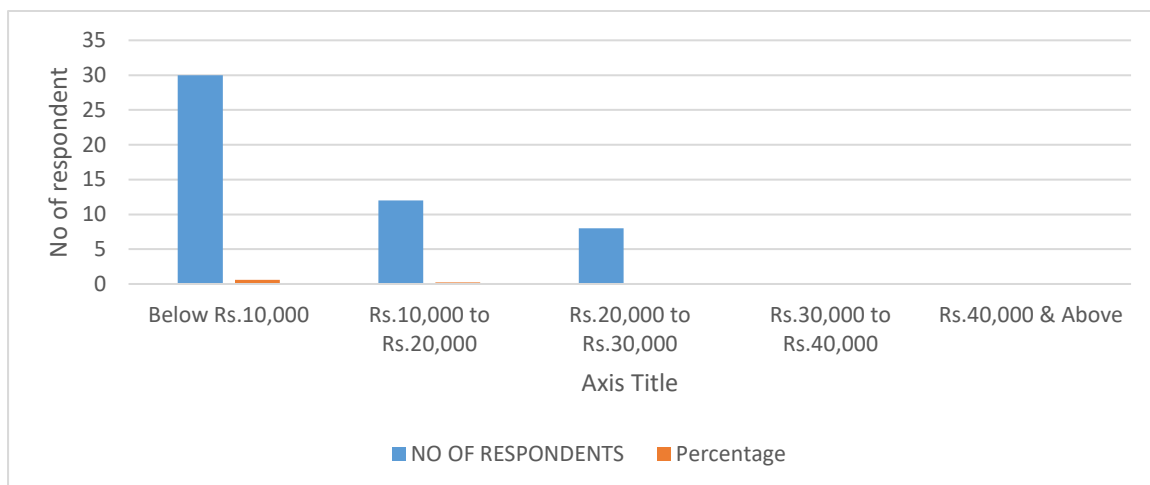 35
30
25
20
15
10
5
0
No of respondent
Below Rs.10,000
Rs.10,000 to
Rs.20,000
Rs.20,000 to
Rs.30,000
Rs.30,000 to
Rs.40,000
Rs.40,000 & Above
Axis Title
NO OF RESPONDENTS
Percentage